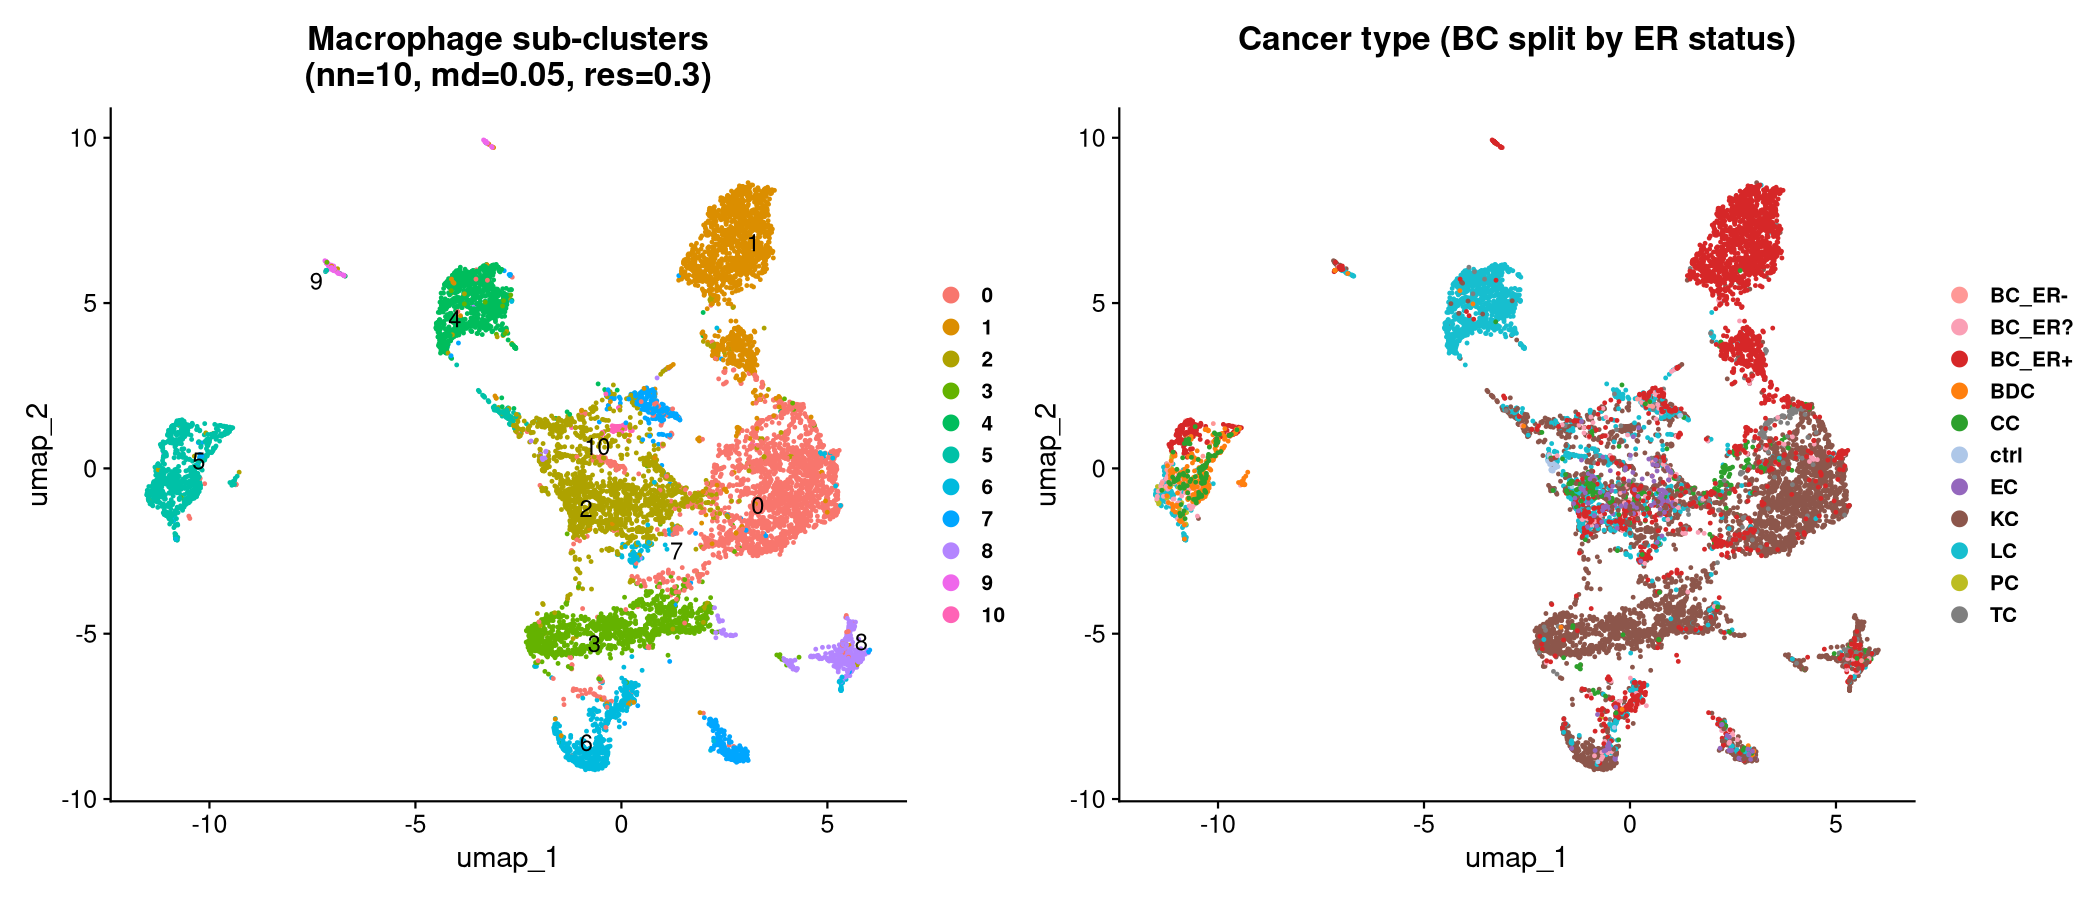 Macrophage sub-clusters
(nn=10, md=0.05, res=0.3)
10
5
0
-5
-10
-10
-5
0
5
umap_2
umap_1
1
9
4
5
10
2
0
7
3
8
6
0
1
2
3
4
5
6
7
8
9
10
Cancer type (BC split by ER status)
10
5
0
-5
-10
-10
-5
0
5
umap_2
umap_1
BC_ER-
BC_ER?
BC_ER+
BDC
CC
ctrl
EC
KC
LC
PC
TC